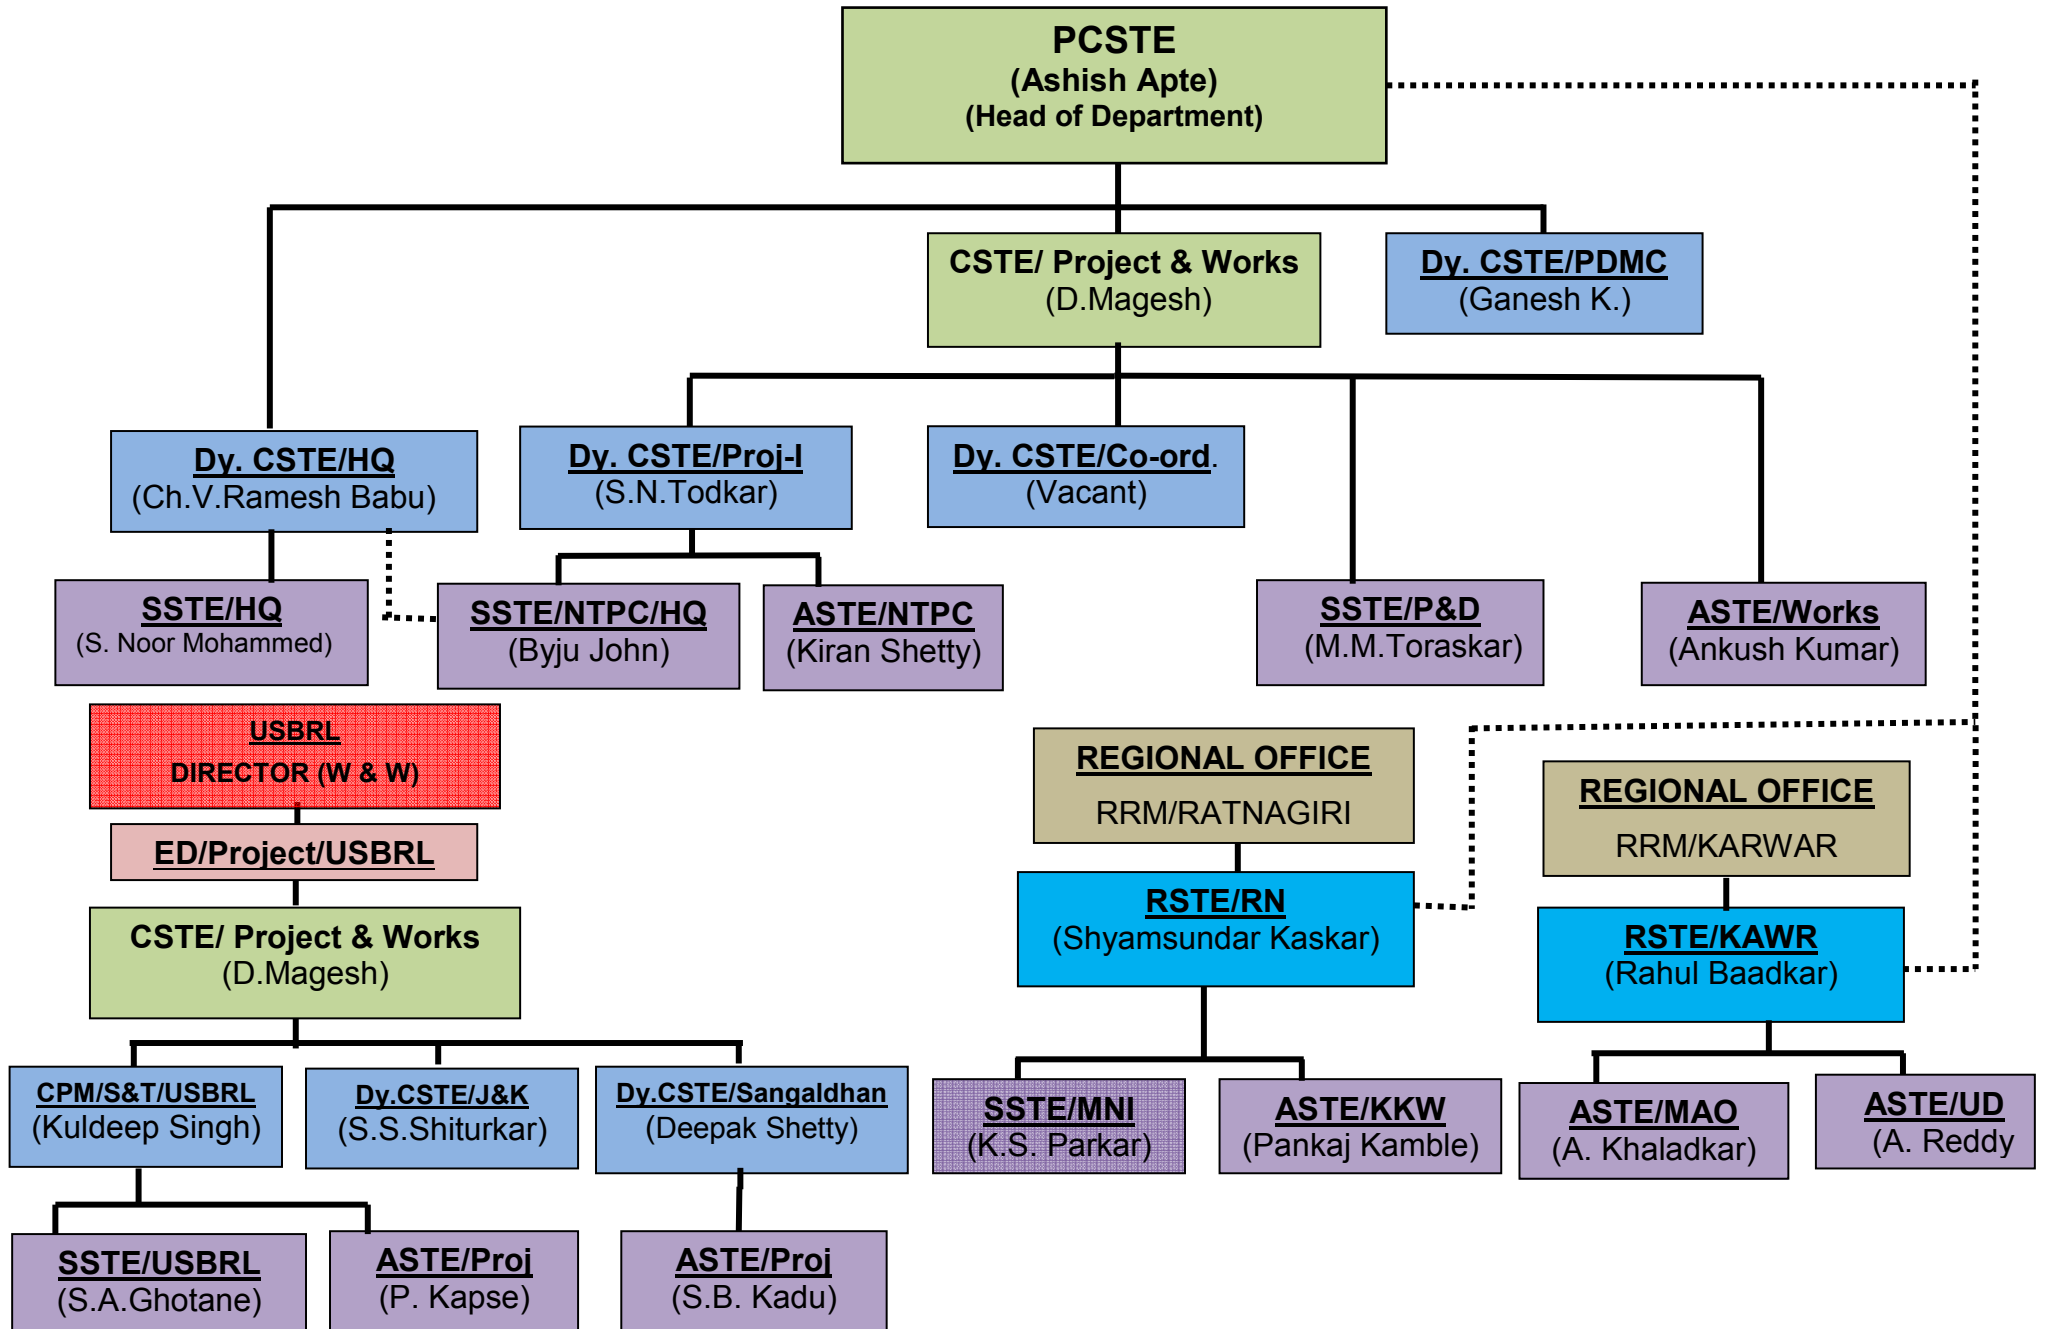 PCSTE
(Ashish Apte)
(Head of Department)
CSTE/ Project & Works
(D.Magesh)
Dy. CSTE/PDMC
(Ganesh K.)
Dy. CSTE/HQ
(Ch.V.Ramesh Babu)
Dy. CSTE/Proj-I
(S.N.Todkar)
Dy. CSTE/Co-ord.
(Vacant)
SSTE/HQ
(S. Noor Mohammed)
SSTE/NTPC/HQ
(Byju John)
ASTE/NTPC
(Kiran Shetty)
SSTE/P&D
(M.M.Toraskar)
ASTE/Works
(Ankush Kumar)
USBRL
DIRECTOR (W & W)
ED/Project/USBRL
CSTE/ Project & Works
(D.Magesh)
CPM/S&T/USBRL
(Kuldeep Singh)
Dy.CSTE/J&K
(S.S.Shiturkar)
Dy.CSTE/Sangaldhan
(Deepak Shetty)
SSTE/USBRL
(S.A.Ghotane)
ASTE/Proj
(P. Kapse)
ASTE/Proj
(S.B. Kadu)
REGIONAL OFFICE
RRM/RATNAGIRI
RSTE/RN
(Shyamsundar Kaskar)
SSTE/MNI
(K.S. Parkar)
ASTE/KKW
(Pankaj Kamble)
REGIONAL OFFICE
RRM/KARWAR
RSTE/KAWR
(Rahul Baadkar)
ASTE/MAO
(A. Khaladkar)
ASTE/UD
(A. Reddy